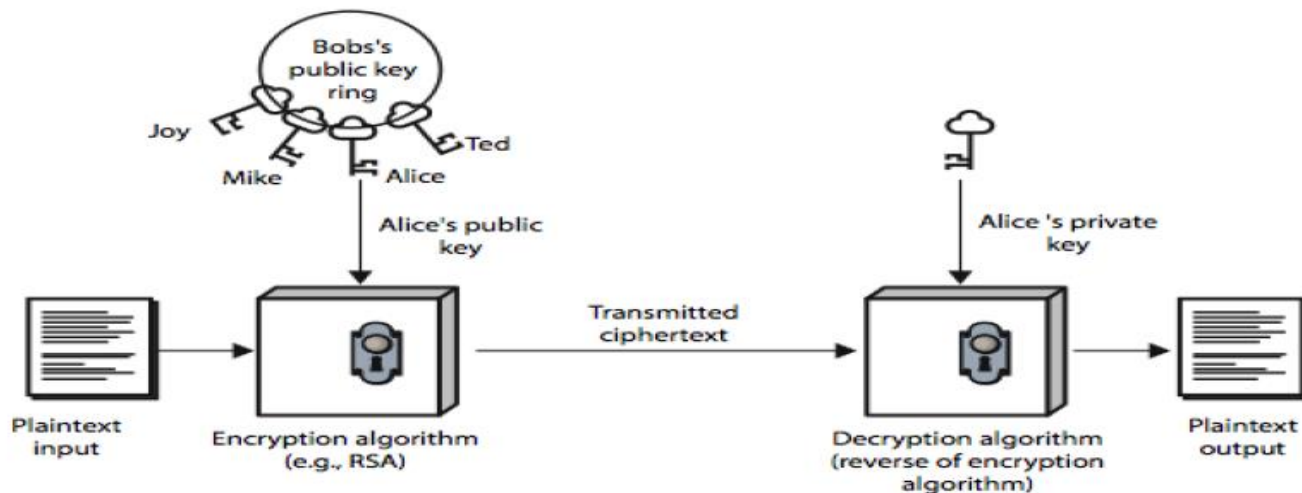 Bobs's
public key
ring
Joy
Ted
Mike
Alice
Alice's public
key
Alice 's private
key
Transmitted
ciphertext
Plaintext
input
Encryption algorithm
(e.g., RSA)
Decryption algorithm
(reverse of encryption
algorithm)
Plaintext
output